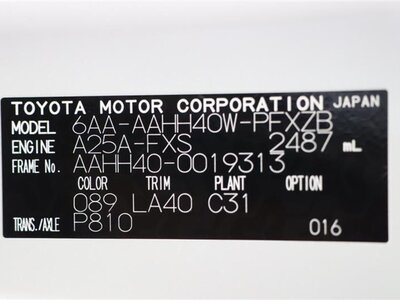 TOYOTA MOTOR CORPORATION JAPAN
MODEL 6AA-AAHH40W-PFXZB
ENGINE A25A-FXS 2487 mL
FRAME No. AAHH40-0019313
COLOR TRIM PLANT OPTION
089 LA40 C31
TRANS./AXLE P810 016